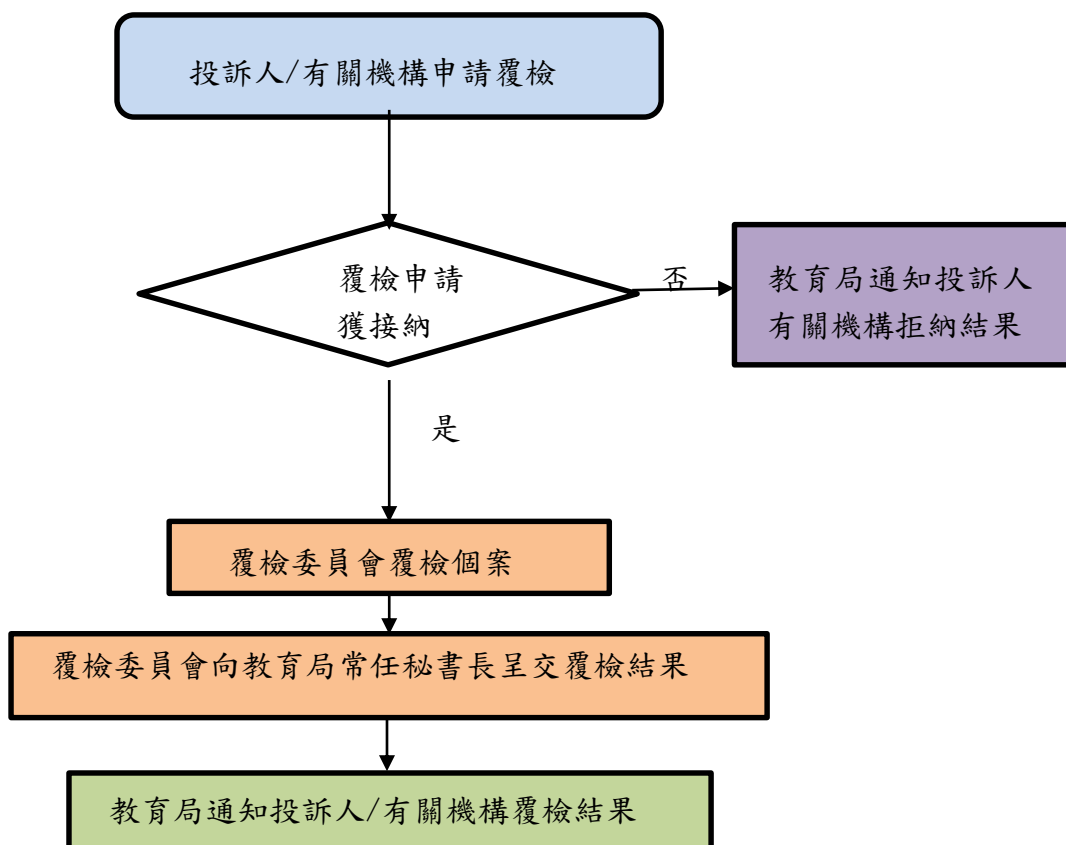 投訴人/有關機構申請覆檢
覆檢申請
獲接納
否
教育局通知投訴人
有關機構拒納結果
是
覆檢委員會覆檢個案
覆檢委員會向教育局常任秘書長呈交覆檢結果
教育局通知投訴人/有關機構覆檢結果